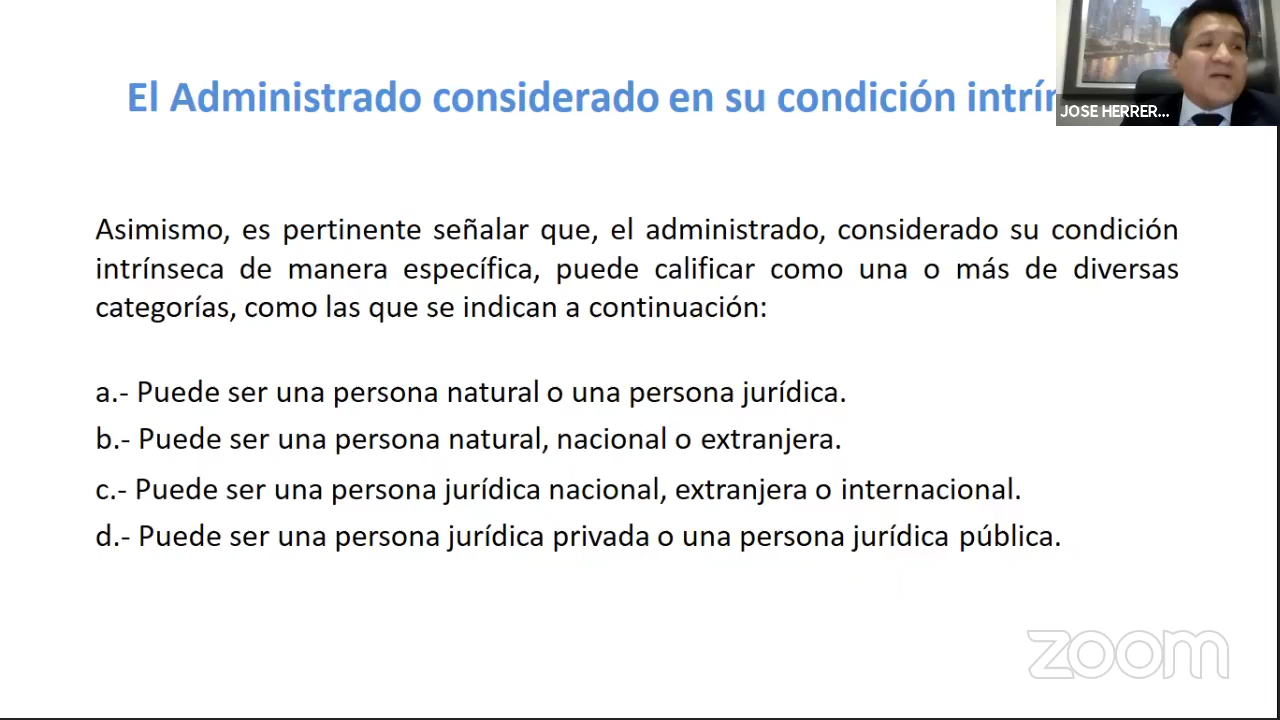 El Administrado considerado en su condición
JOSE HERRER...
Asimismo, es pertinente señalar que, el administrado, considerado su condición
intrínseca de manera específica, puede calificar como una o más de diversas
categorías, como las que se indican a continuación:
a.- Puede ser una persona natural o una persona jurídica.
b.- Puede ser una persona natural, nacional o extranjera.
c.- Puede ser una persona jurídica nacional, extranjera o internacional.
d.- Puede ser una persona jurídica privada o una persona jurídica pública.
zoom